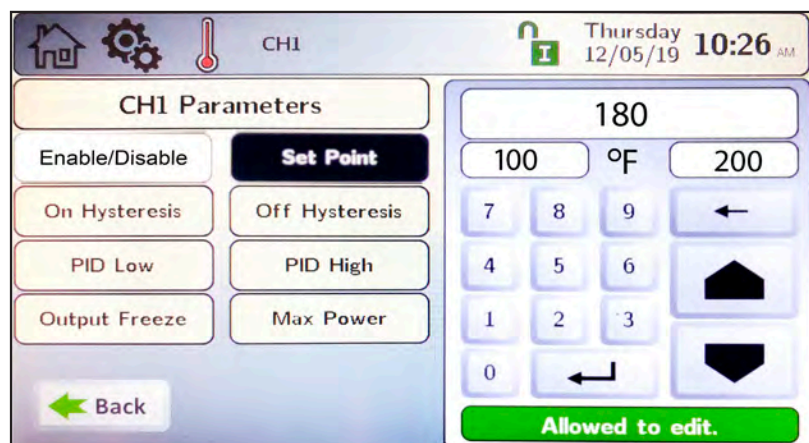 CH1
I
Thursday
12/05/19
10:26 AM
CH1 Parameters
Enable/Disable
Set Point
On Hysteresis
Off Hysteresis
PID Low
PID High
Output Freeze
Max Power
Back
180
100 °F 200
7 8 9
4 5 6
1 2 3
0
Allowed to edit.